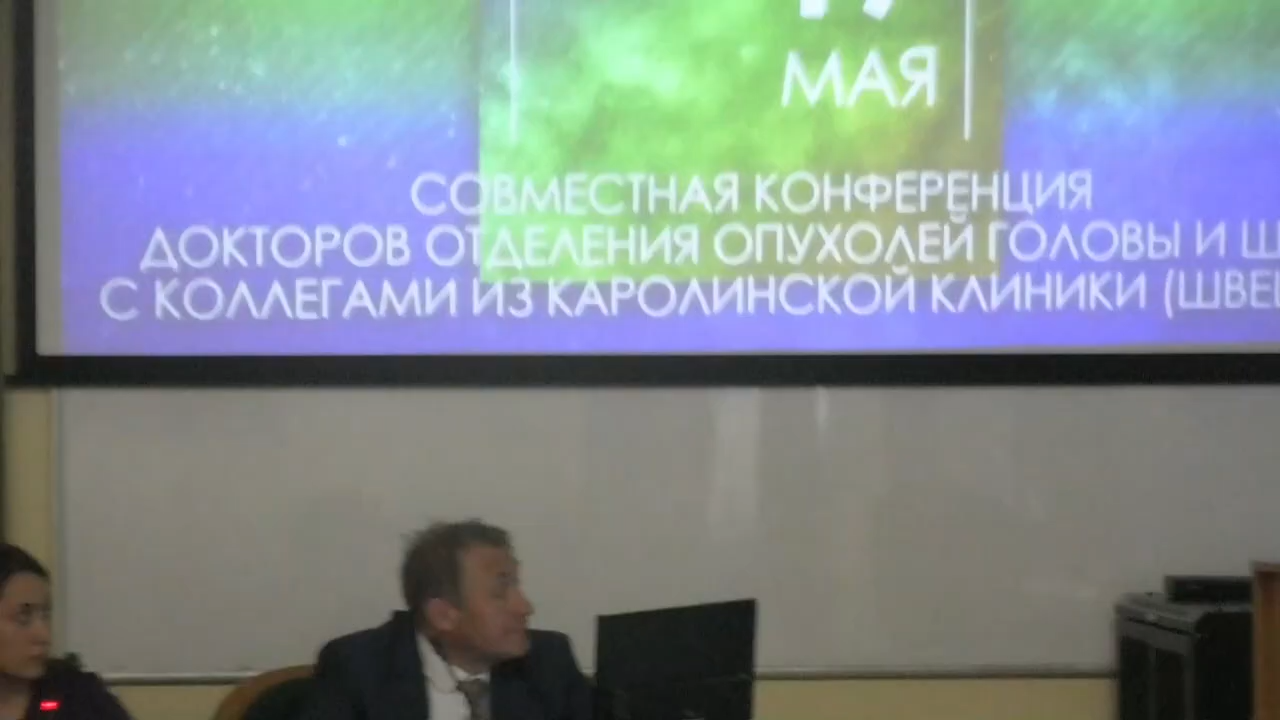 МАЯ
СОВМЕСТНАЯ КОНФЕРЕНЦИЯ
ДОКТОРОВ ОТДЕЛЕНИЯ ОПУХОЛЕЙ ГОЛОВЫ И
С КОЛЛЕГАМИ ИЗ КАРОЛИНСКОЙ КЛИНИКИ